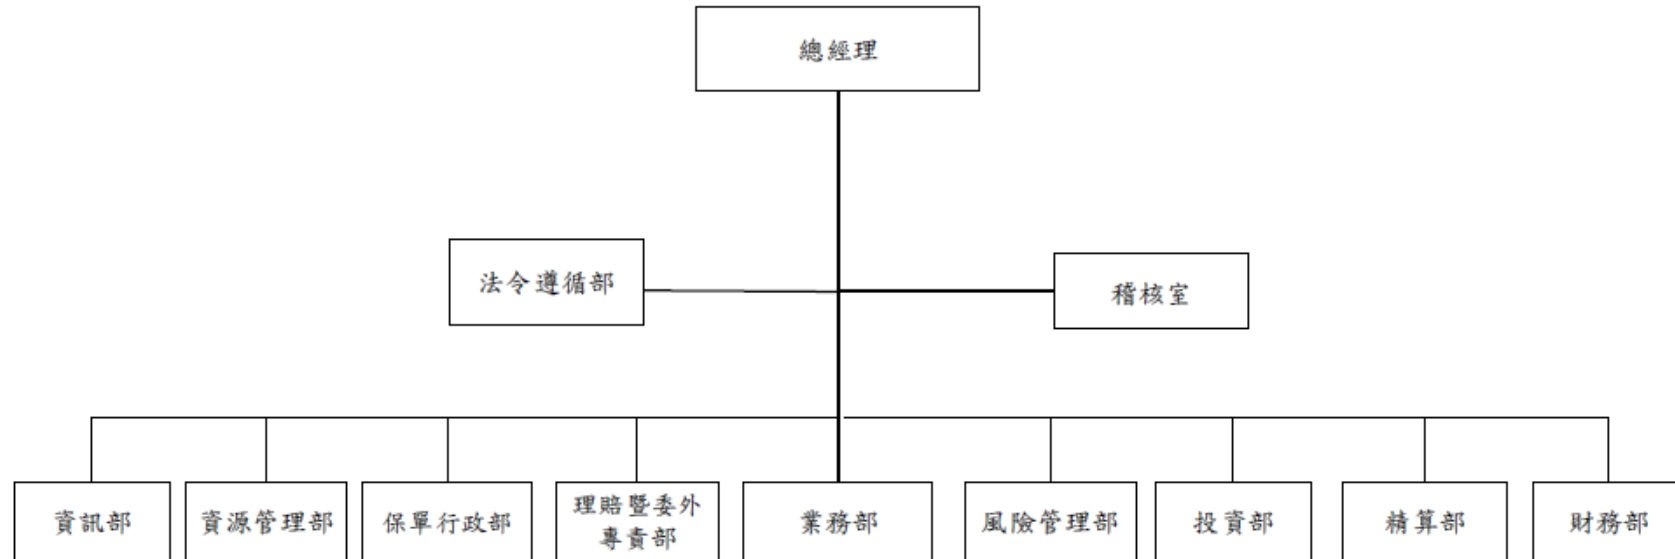 總經理
法令遵循部
稽核室
資訊部
資源管理部
保單行政部
理賠暨委外
專責部
業務部
風險管理部
投資部
精算部
財務部